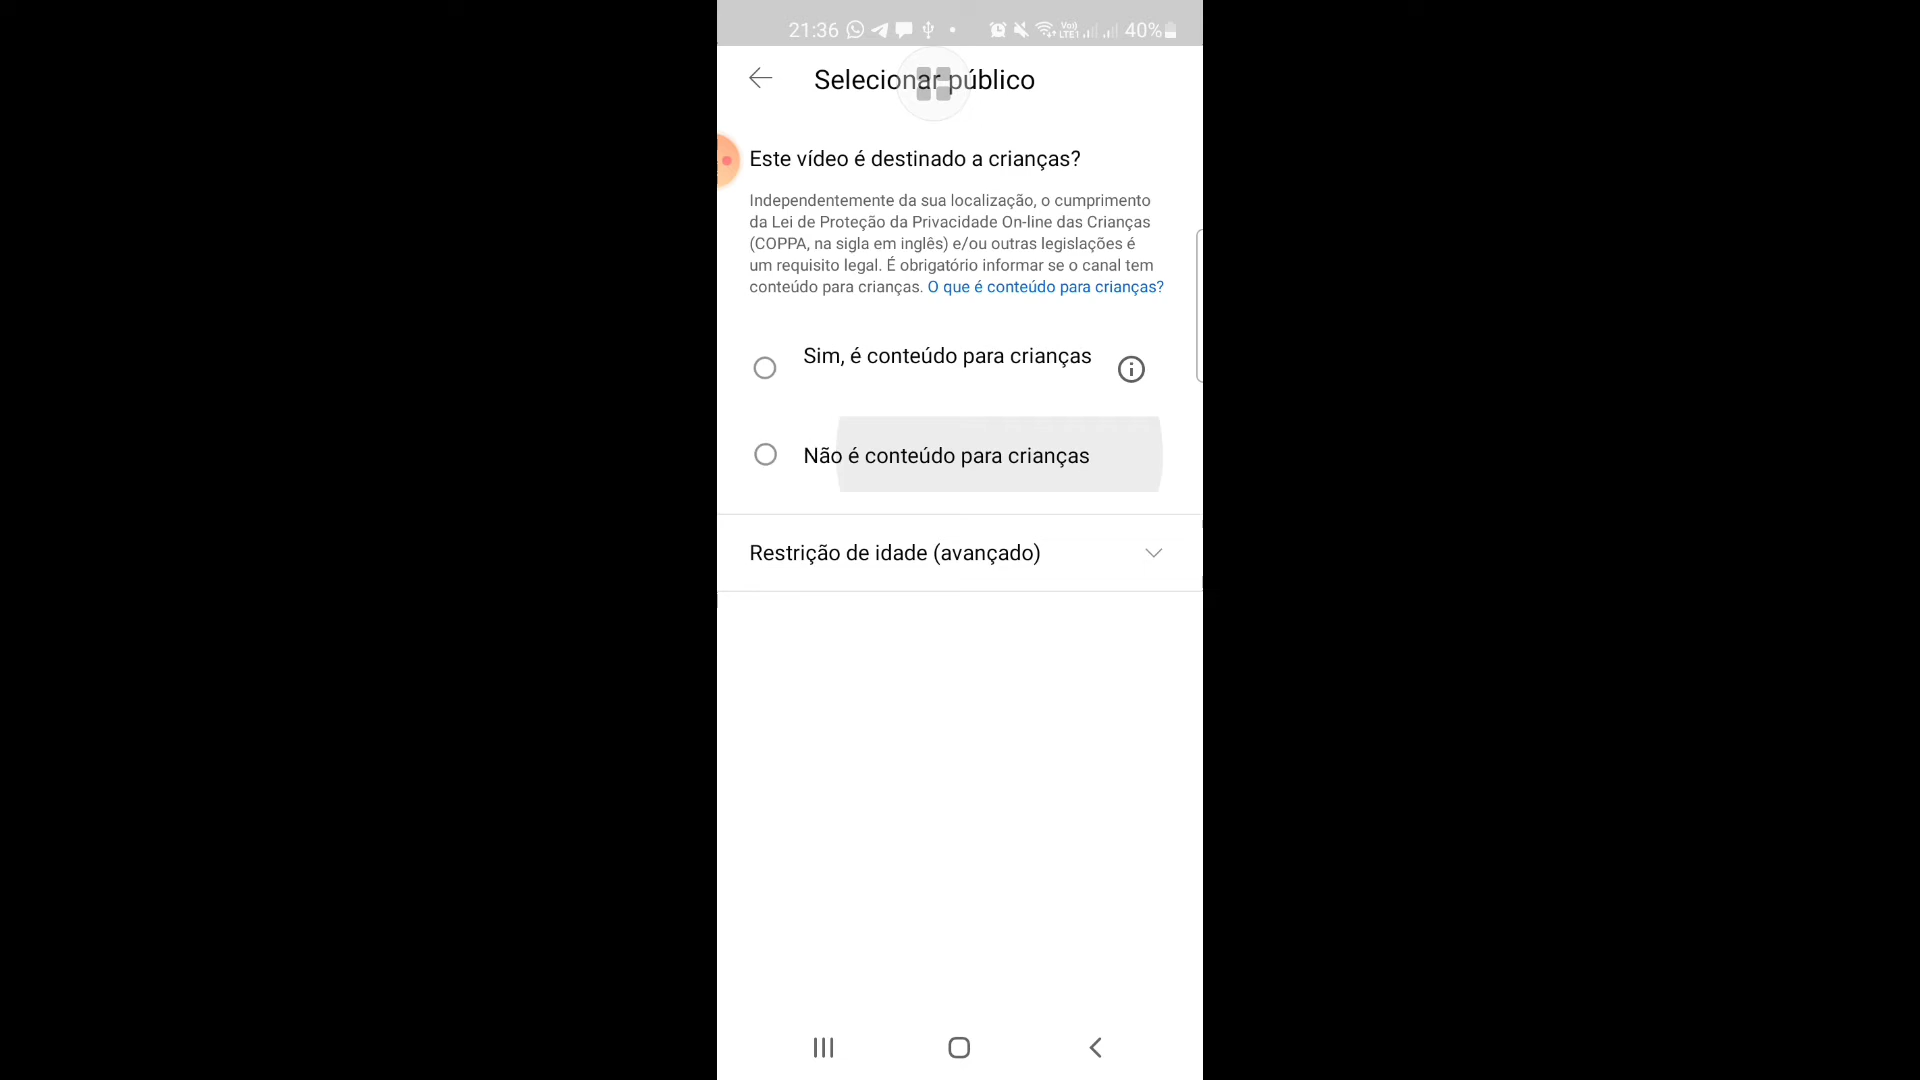 21:36
Vo)) LTE1
40%
Selecionar público
Este vídeo é destinado a crianças?
Independentemente da sua localização, o cumprimento
da Lei de Proteção da Privacidade On-line das Crianças
(COPPA, na sigla em inglês) e/ou outras legislações é
um requisito legal. É obrigatório informar se o canal tem
conteúdo para crianças. O que é conteúdo para crianças?
Sim, é conteúdo para crianças
Não é conteúdo para crianças
Restrição de idade (avançado)